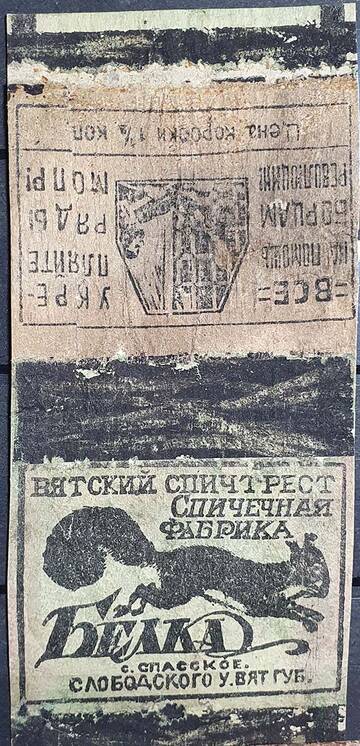 =ВСЕ=
НА ПОМОЩЬ
БОРЦАМ
РЕВОЛЮЦИИ!
УКРЕ-
ПЛЯЙТЕ
РЯДЫ
МОПР!
Цена коробки 1½ коп.
ВЯТСКИЙ СПИЧТРЕСТ
СПИЧЕЧНАЯ
ФАБРИКА
БЕЛКА
С. СПАССКОЕ.
СЛОБОДСКОГО У. ВЯТ ГУБ.